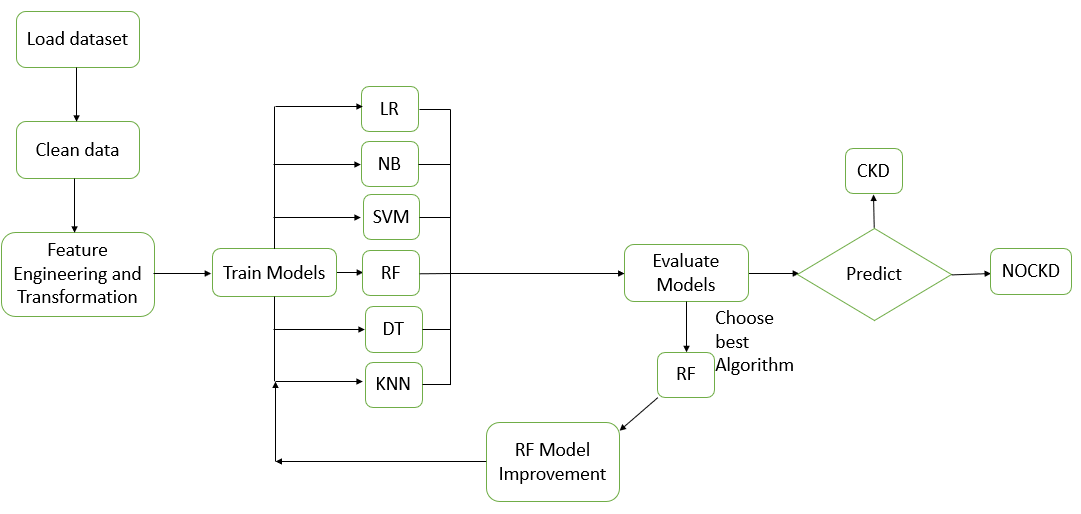 Load dataset
Clean data
Feature
Engineering and
Transformation
Train Models
LR
NB
SVM
RF
DT
KNN
Evaluate
Models
Choose
best
Algorithm
RF
RF Model
Improvement
Predict
CKD
NOCKD